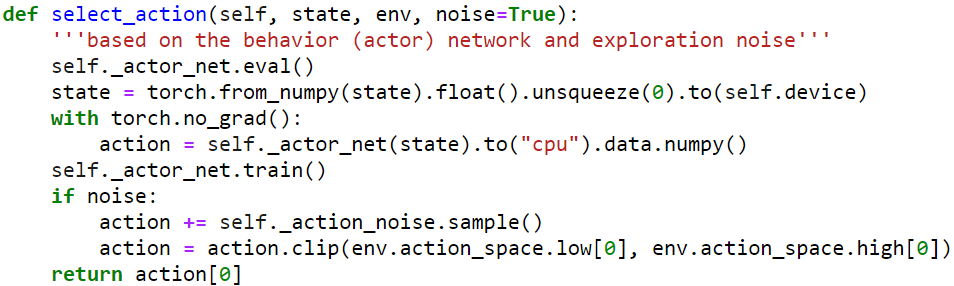 def select_action(self, state, env, noise=True):
    '''based on the behavior (actor) network and exploration noise'''
    self._actor_net.eval()
    state = torch.from_numpy(state).float().unsqueeze(0).to(self.device)
    with torch.no_grad():
        action = self._actor_net(state).to("cpu").data.numpy()
    self._actor_net.train()
    if noise:
        action += self._action_noise.sample()
        action = action.clip(env.action_space.low[0], env.action_space.high[0])
    return action[0]